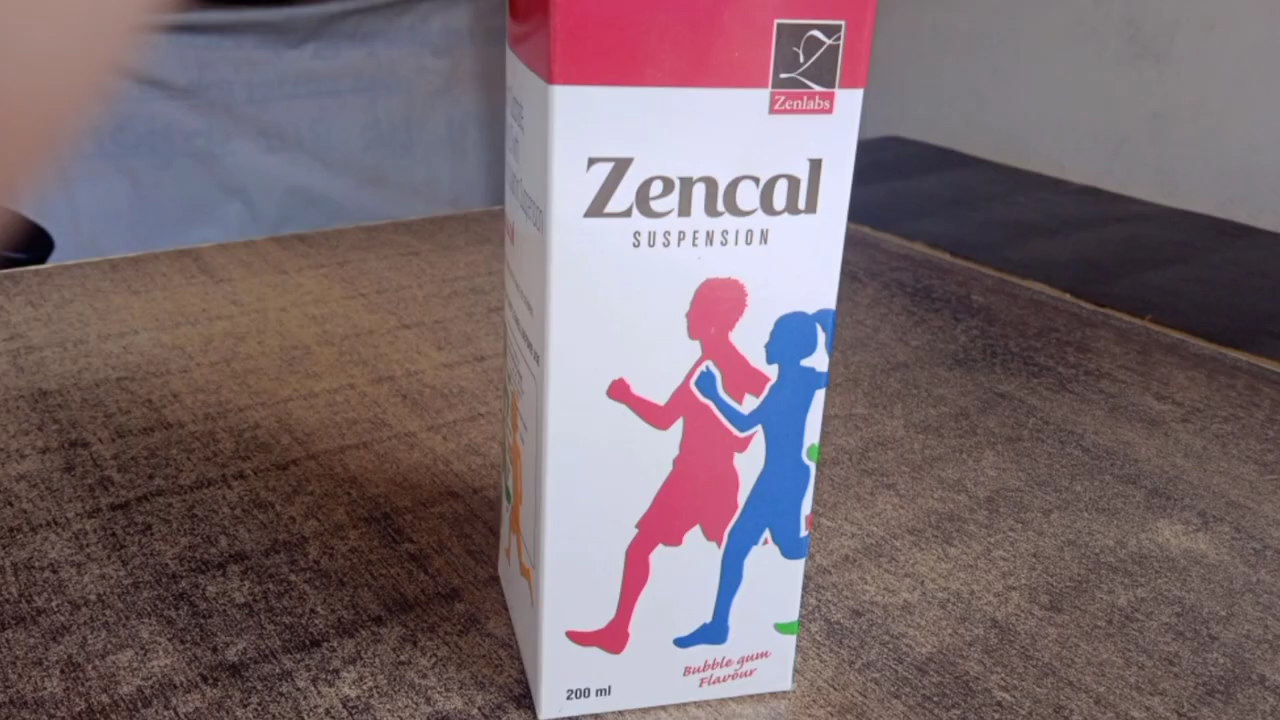 Zenlabs
Zencal
SUSPENSION
Bubble gum
Flavour
200 ml